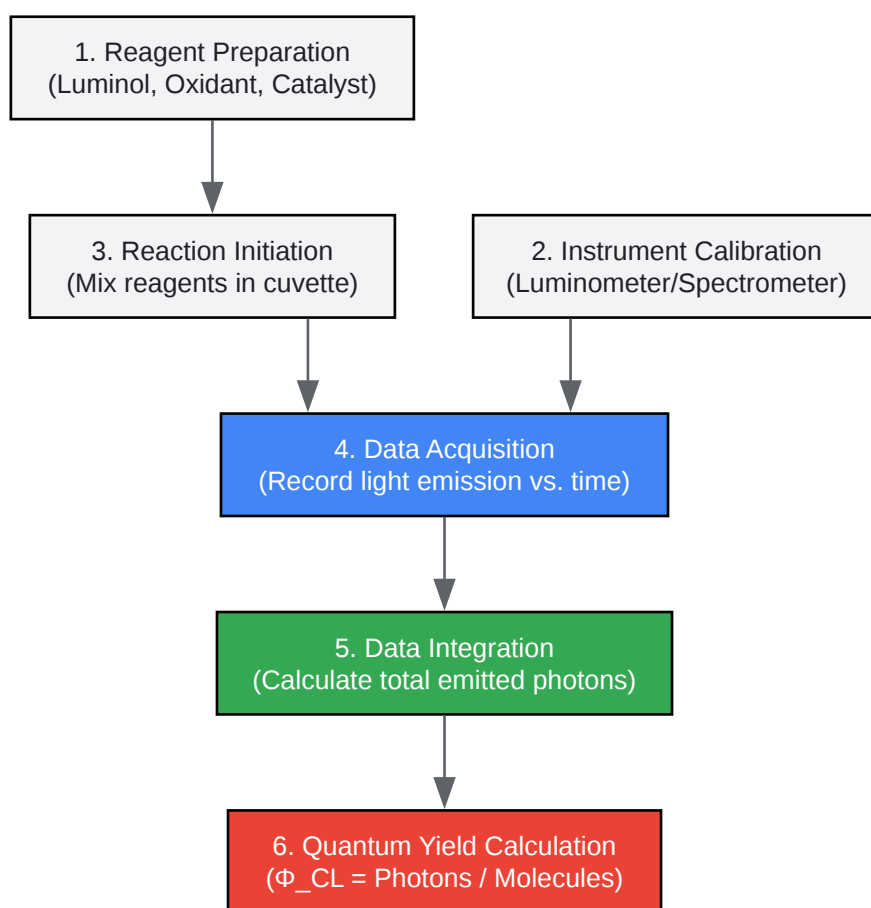 1. Reagent Preparation
(Luminol, Oxidant, Catalyst)
3. Reaction Initiation
(Mix reagents in cuvette)
2. Instrument Calibration
(Luminometer/Spectrometer)
4. Data Acquisition
(Record light emission vs. time)
5. Data Integration
(Calculate total emitted photons)
6. Quantum Yield Calculation
(Φ_CL = Photons / Molecules)